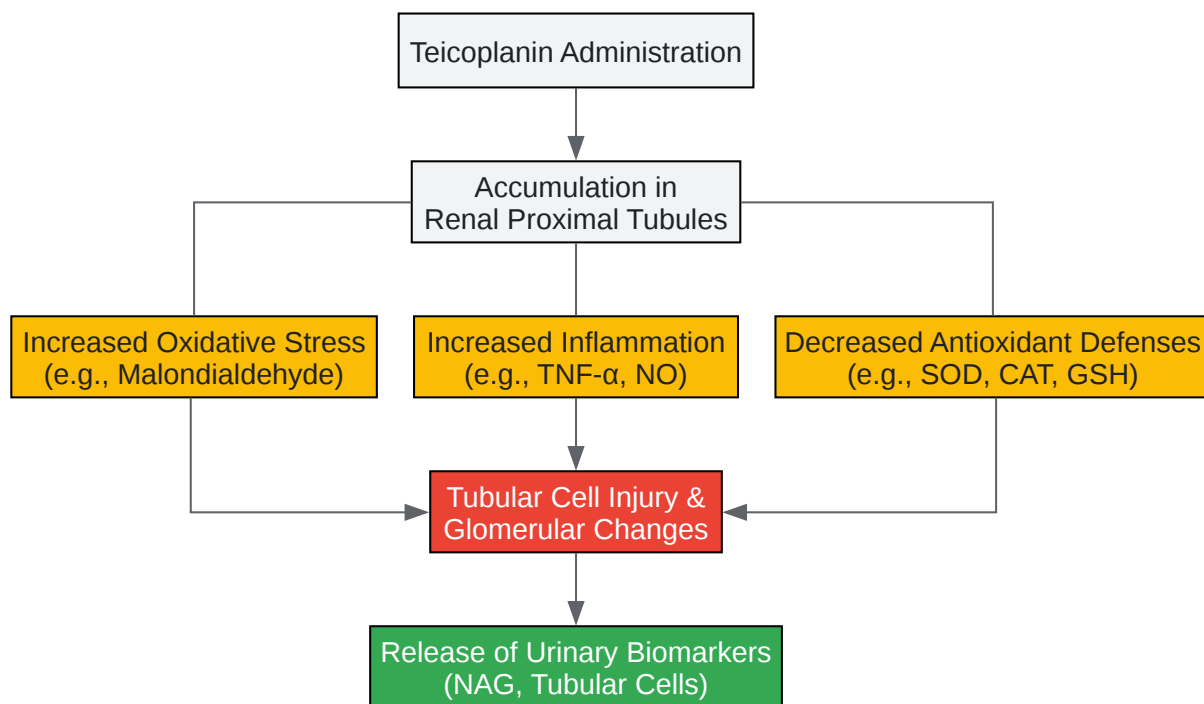 Teicoplanin Administration
Accumulation in
Renal Proximal Tubules
Increased Oxidative Stress
(e.g., Malondialdehyde)
Increased Inflammation
(e.g., TNF-α, NO)
Decreased Antioxidant Defenses
(e.g., SOD, CAT, GSH)
Tubular Cell Injury &
Glomerular Changes
Release of Urinary Biomarkers
(NAG, Tubular Cells)